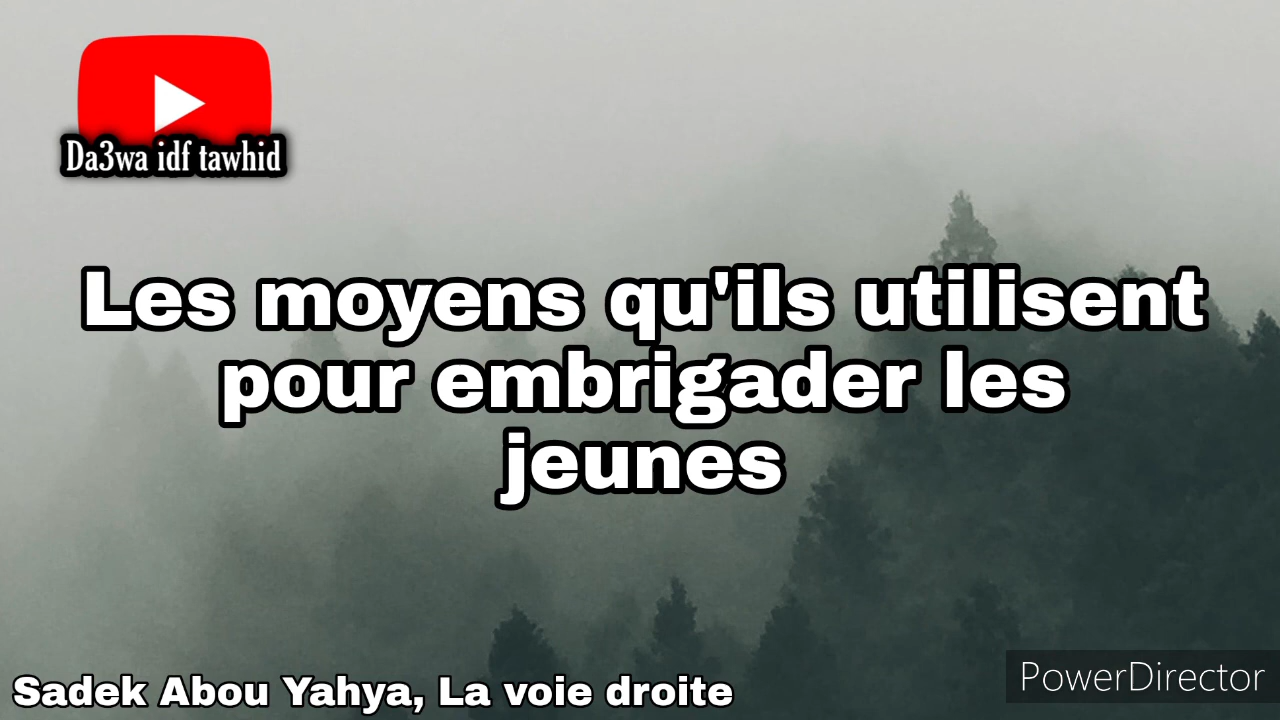 Da3wa idf tawhid
Les moyens qu'ils utilisent
pour embrigader les
jeunes
Sadek Abou Yahya, La voie droite
PowerDirector